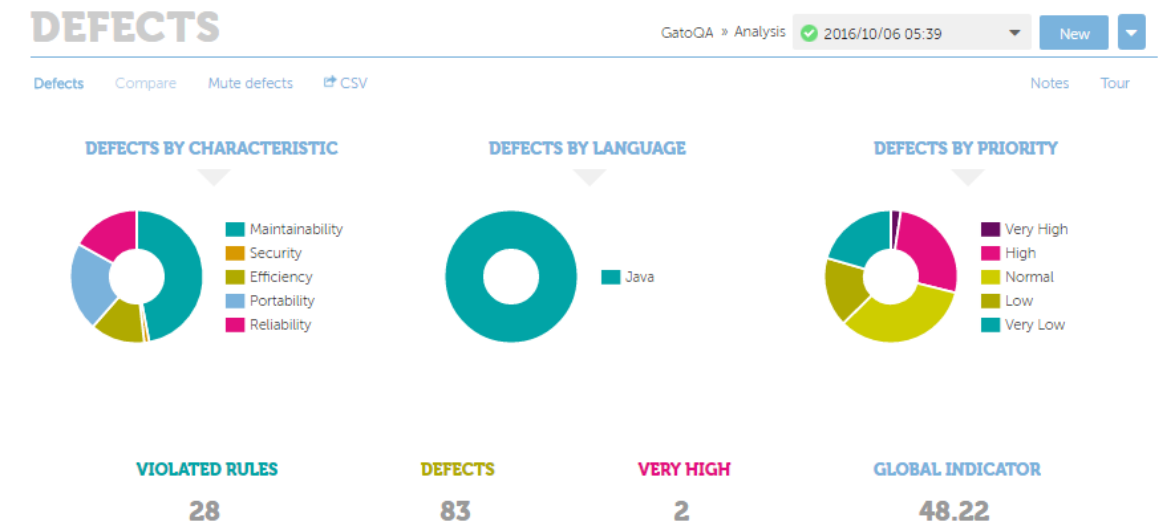 DEFECTS
GatoQA » Analysis 2016/10/06 05:39 New
Defects Compare Mute defects CSV Notes Tour
DEFECTS BY CHARACTERISTIC
Maintainability
Security
Efficiency
Portability
Reliability
DEFECTS BY LANGUAGE
Java
DEFECTS BY PRIORITY
Very High
High
Normal
Low
Very Low
VIOLATED RULES
28
DEFECTS
83
VERY HIGH
2
GLOBAL INDICATOR
48.22